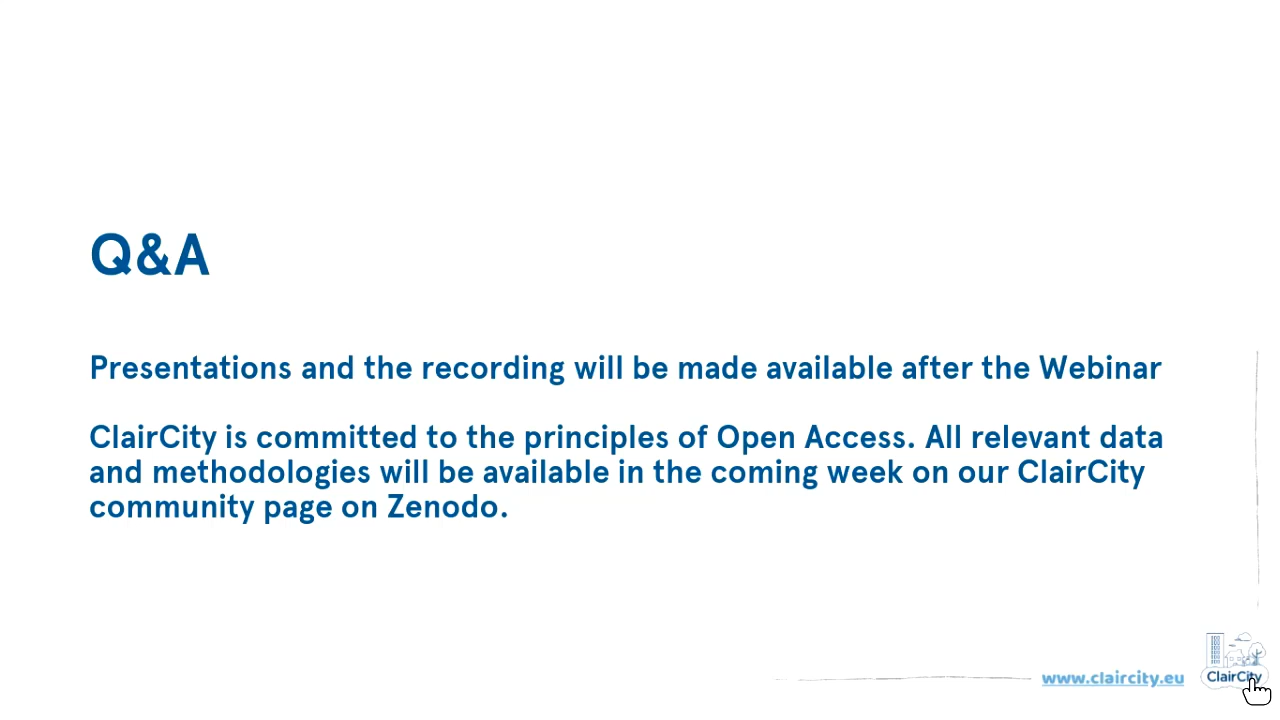 Q&A
Presentations and the recording will be made available after the Webinar
ClairCity is committed to the principles of Open Access. All relevant data
and methodologies will be available in the coming week on our ClairCity
community page on Zenodo.
www.claircity.eu
ClairCity